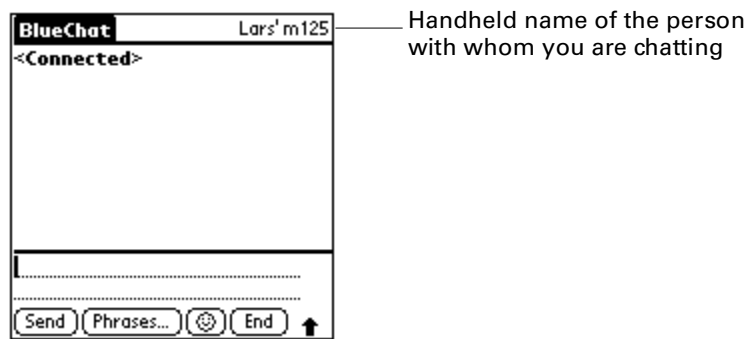 BlueChat Lars' m125
<Connected>
Send Phrases... End
Handheld name of the person
with whom you are chatting